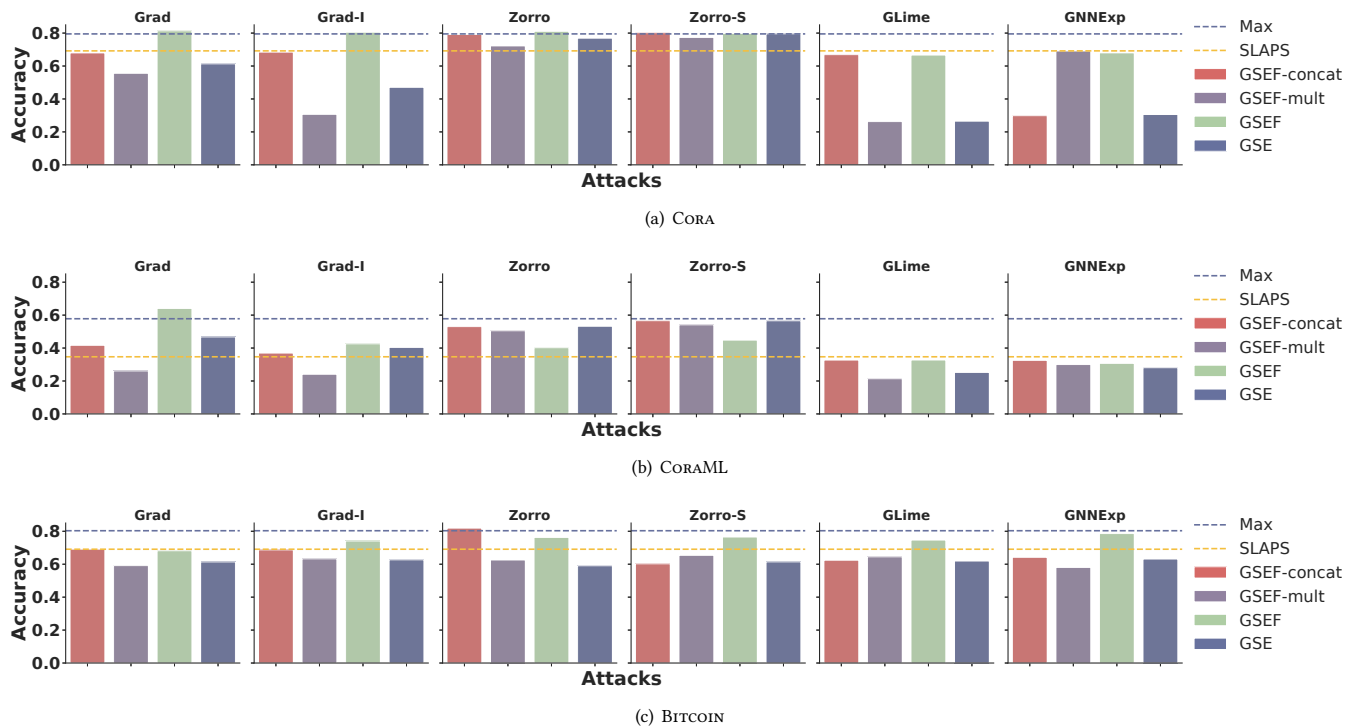 Grad Grad-I Zorro Zorro-S GLime GNNExp
Accuracy
0.8
0.6
0.4
0.2
0.0
Max
SLAPS
GSEF-concat
GSEF-mult
GSEF
GSE
Attacks
(a) Cora
Grad Grad-I Zorro Zorro-S GLime GNNExp
Accuracy
0.8
0.6
0.4
0.2
0.0
Max
SLAPS
GSEF-concat
GSEF-mult
GSEF
GSE
Attacks
(b) CoraML
Grad Grad-I Zorro Zorro-S GLime GNNExp
Accuracy
0.8
0.6
0.4
0.2
0.0
Max
SLAPS
GSEF-concat
GSEF-mult
GSEF
GSE
Attacks
(c) Bitcoin